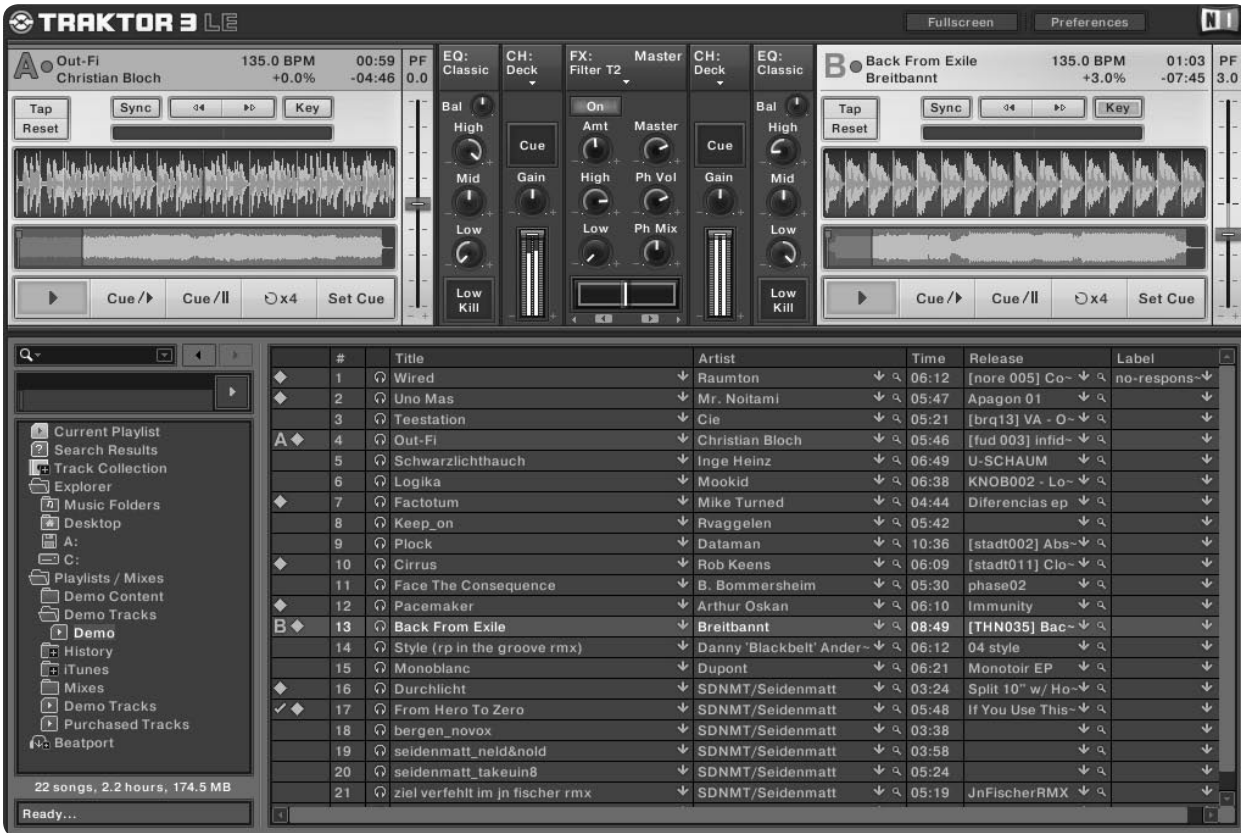 TRAKTOR 3 LE
Fullscreen Preferences
NI
A Out-Fi 135.0 BPM 00:59 PF
Christian Bloch +0.0% -04:46 0.0
Tap Sync Key
Reset
Cue/ Cue/II x4 Set Cue
EQ: Classic
Bal
High
Mid
Low
Low Kill
CH: Deck
Cue
Gain
FX: Master
Filter T2
On
Amt Master
High Ph Vol
Low Ph Mix
CH: Deck
Cue
Gain
EQ: Classic
Bal
High
Mid
Low
Low Kill
B Back From Exile 135.0 BPM 01:03 PF
Breitbannt +3.0% -07:45 3.0
Tap Sync Key
Reset
Cue/ Cue/II x4 Set Cue
Current Playlist
Search Results
Track Collection
Explorer
Music Folders
Desktop
A:
C:
Playlists / Mixes
Demo Content
Demo Tracks
Demo
History
iTunes
Mixes
Demo Tracks
Purchased Tracks
Beatport
22 songs, 2.2 hours, 174.5 MB
Ready...
# Title Artist Time Release Label
1 Wired Raumton 06:12 [nore 005] Co~ no-respons~
2 Uno Mas Mr. Noitami 05:47 Apagon 01
3 Teestation Cie 05:21 [brq13] VA - O~
A 4 Out-Fi Christian Bloch 05:46 [fud 003] infid~
5 Schwarzlichthauch Inge Heinz 06:49 U-SCHAUM
6 Logika Mookid 06:38 KNOB002 - Lo~
7 Factotum Mike Turned 04:44 Diferencias ep
8 Keep_on Rvaggelen 05:42
9 Plock Dataman 10:36 [stadt002] Abs~
10 Cirrus Rob Keens 06:09 [stadt011] Clo~
11 Face The Consequence B. Bommersheim 05:30 phase02
12 Pacemaker Arthur Oskan 06:10 Immunity
B 13 Back From Exile Breitbannt 08:49 [THN035] Bac~
14 Style (rp in the groove rmx) Danny 'Blackbelt' Ander~ 06:12 04 style
15 Monoblanc Dupont 06:21 Monotoir EP
16 Durchlicht SDNMT/Seidenmatt 03:24 Split 10" w/ Ho~
17 From Hero To Zero SDNMT/Seidenmatt 05:48 If You Use This~
18 bergen_novox SDNMT/Seidenmatt 03:38
19 seidenmatt_neld&nold SDNMT/Seidenmatt 03:58
20 seidenmatt_takeuin8 SDNMT/Seidenmatt 05:24
21 ziel verfehlt im jn fischer rmx SDNMT/Seidenmatt 05:19 JnFischerRMX